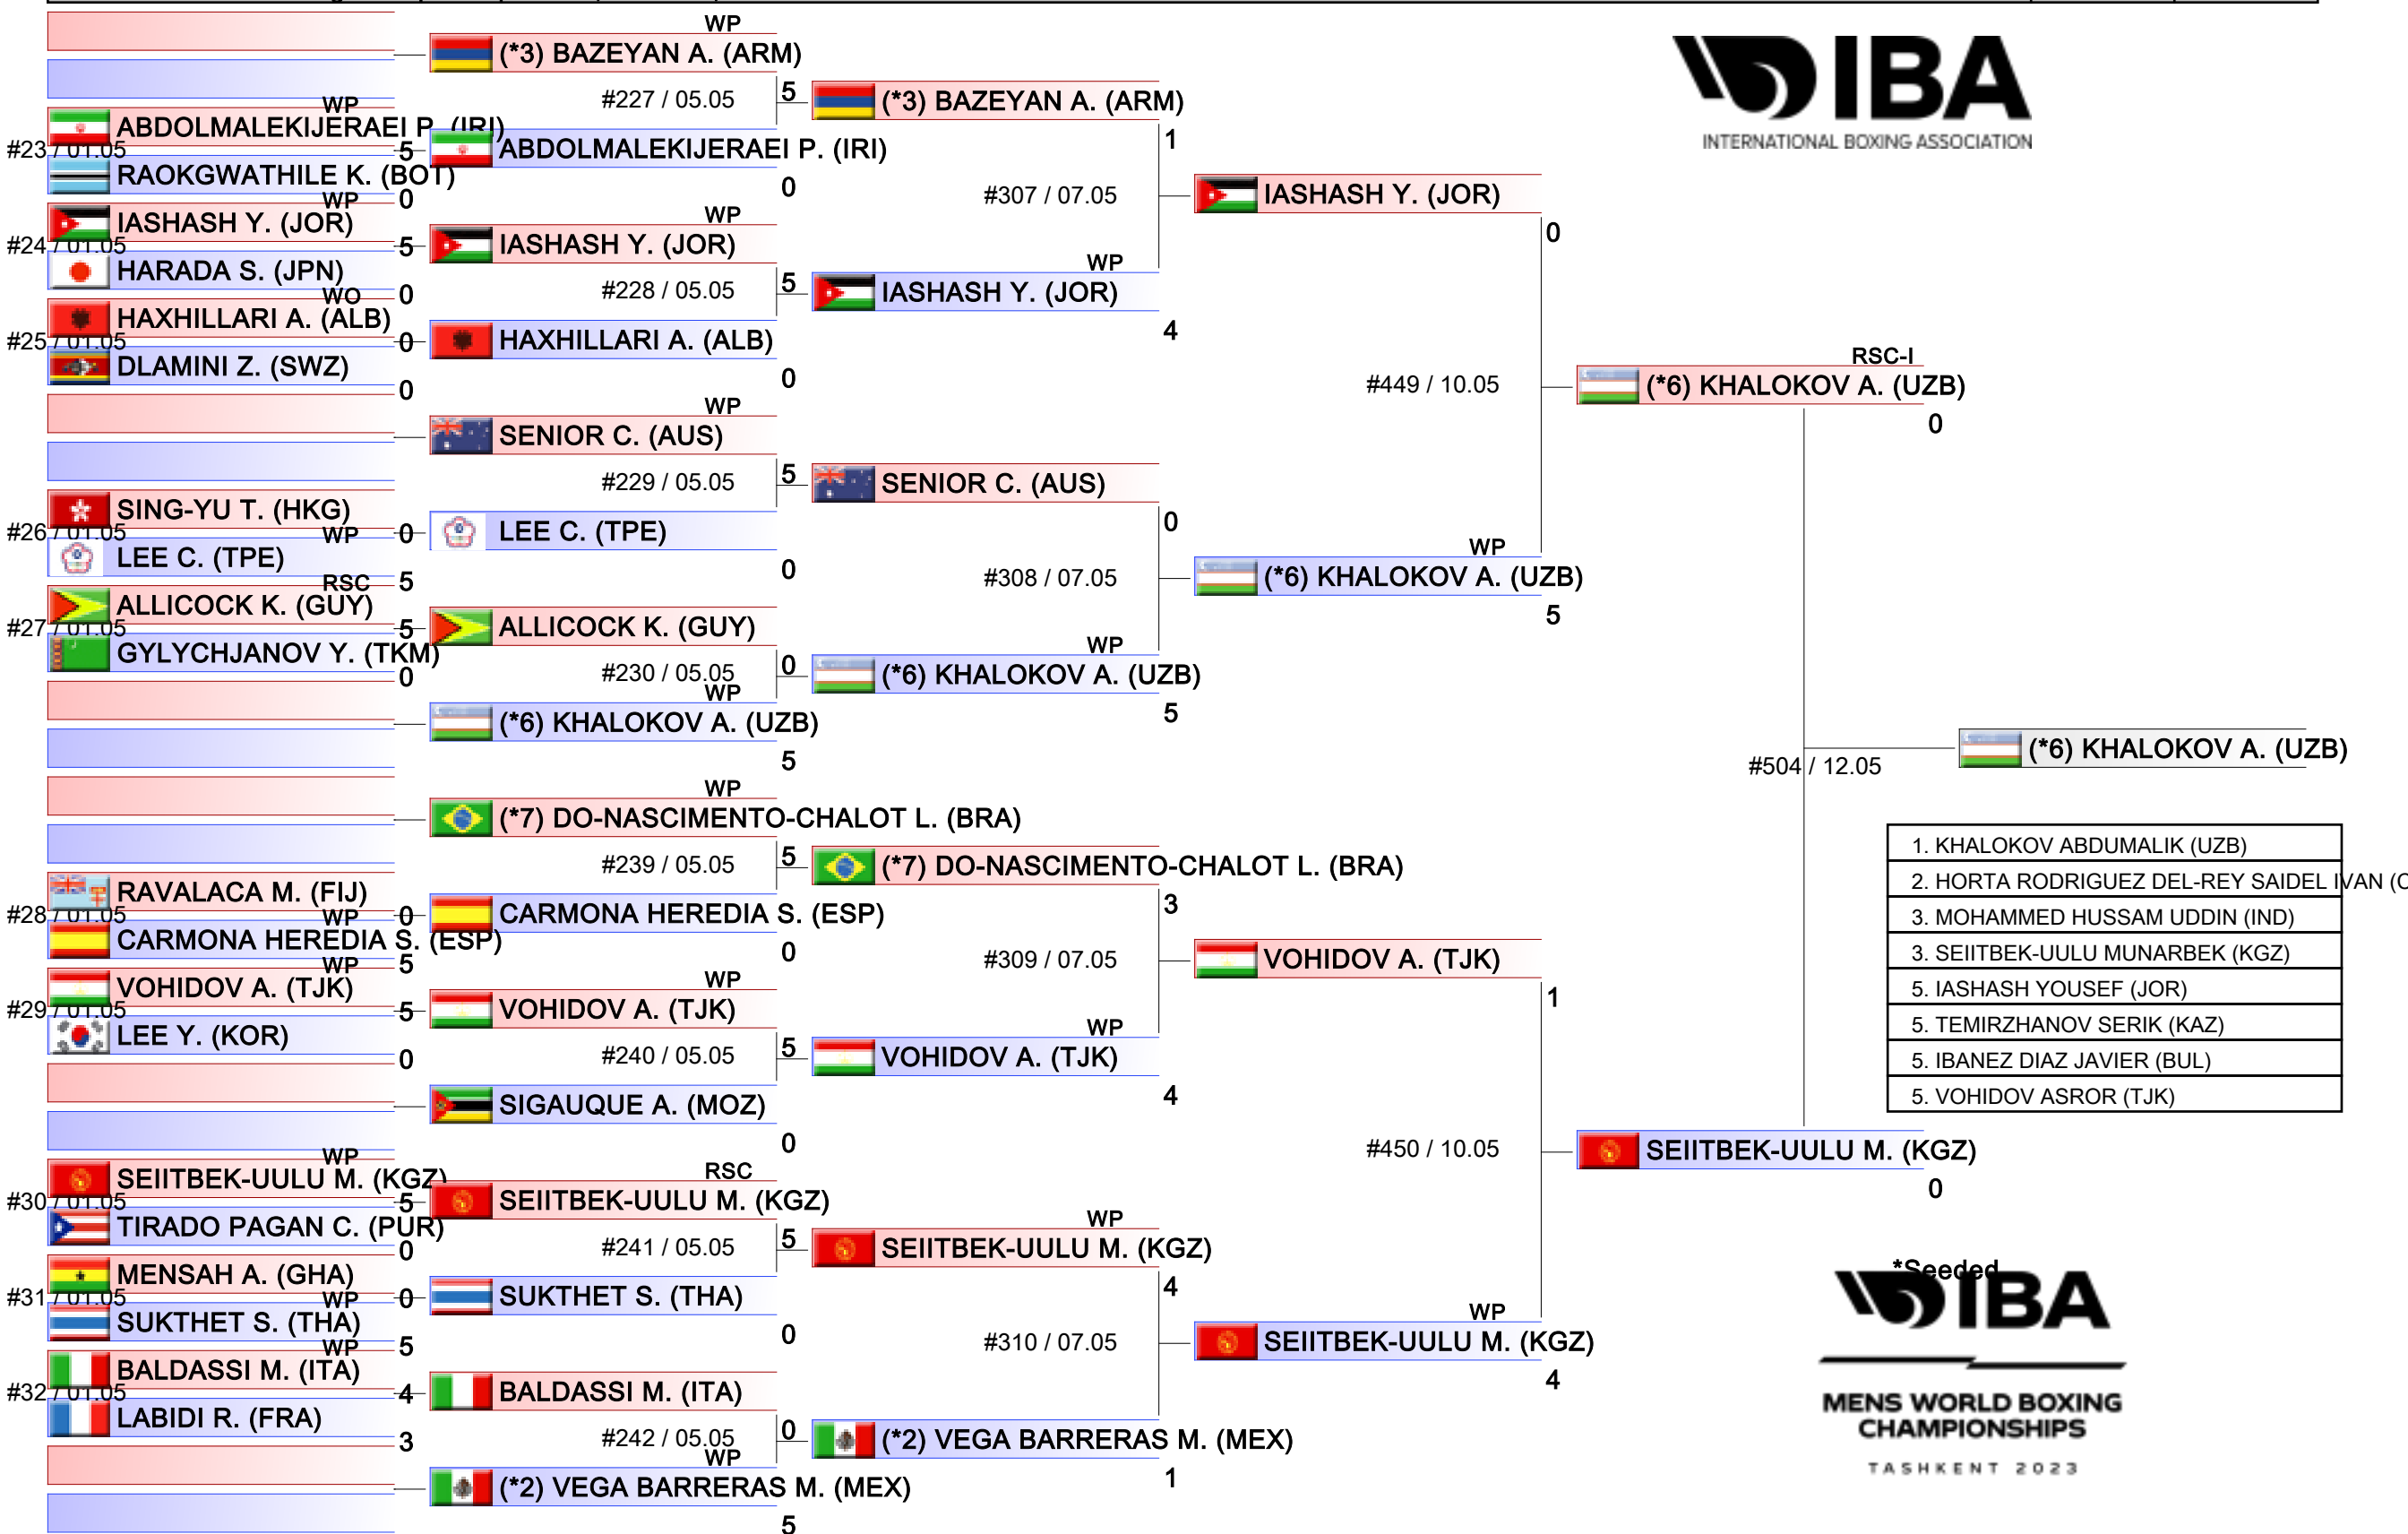 IBA
INTERNATIONAL BOXING ASSOCIATION
WP
ABDOLMALEKIJERAEI P. (IRI)
#23 / 01.05
5
RAOKGWATHILE K. (BOT)
0
WP
IASHASH Y. (JOR)
#24 / 01.05
5
HARADA S. (JPN)
0
WO
HAXHILLARI A. (ALB)
#25 / 01.05
0
DLAMINI Z. (SWZ)
0
SING-YU T. (HKG)
#26 / 01.05
0
WP
LEE C. (TPE)
5
RSC
ALLICOCK K. (GUY)
#27 / 01.05
5
GYLYCHJANOV Y. (TKM)
0
RAVALACA M. (FIJ)
#28 / 01.05
0
WP
CARMONA HEREDIA S. (ESP)
5
WP
VOHIDOV A. (TJK)
#29 / 01.05
5
LEE Y. (KOR)
0
WP
SEIITBEK-UULU M. (KGZ)
#30 / 01.05
5
TIRADO PAGAN C. (PUR)
0
MENSAH A. (GHA)
#31 / 01.05
0
WP
SUKTHET S. (THA)
5
WP
BALDASSI M. (ITA)
#32 / 01.05
4
LABIDI R. (FRA)
3
WP
(*3) BAZEYAN A. (ARM)
#227 / 05.05
5
ABDOLMALEKIJERAEI P. (IRI)
0
WP
IASHASH Y. (JOR)
#228 / 05.05
5
HAXHILLARI A. (ALB)
0
WP
SENIOR C. (AUS)
#229 / 05.05
5
LEE C. (TPE)
0
ALLICOCK K. (GUY)
#230 / 05.05
0
WP
(*6) KHALOKOV A. (UZB)
5
WP
(*7) DO-NASCIMENTO-CHALOT L. (BRA)
#239 / 05.05
5
CARMONA HEREDIA S. (ESP)
0
WP
VOHIDOV A. (TJK)
#240 / 05.05
5
SIGAUQUE A. (MOZ)
0
RSC
SEIITBEK-UULU M. (KGZ)
#241 / 05.05
5
SUKTHET S. (THA)
0
BALDASSI M. (ITA)
#242 / 05.05
0
WP
(*2) VEGA BARRERAS M. (MEX)
5
(*3) BAZEYAN A. (ARM)
1
#307 / 07.05
WP
IASHASH Y. (JOR)
4
SENIOR C. (AUS)
0
#308 / 07.05
WP
(*6) KHALOKOV A. (UZB)
5
(*7) DO-NASCIMENTO-CHALOT L. (BRA)
3
#309 / 07.05
WP
VOHIDOV A. (TJK)
4
WP
SEIITBEK-UULU M. (KGZ)
4
#310 / 07.05
(*2) VEGA BARRERAS M. (MEX)
1
IASHASH Y. (JOR)
0
#449 / 10.05
WP
(*6) KHALOKOV A. (UZB)
5
VOHIDOV A. (TJK)
1
#450 / 10.05
WP
SEIITBEK-UULU M. (KGZ)
4
RSC-I
(*6) KHALOKOV A. (UZB)
0
#504 / 12.05
SEIITBEK-UULU M. (KGZ)
0
(*6) KHALOKOV A. (UZB)
1. KHALOKOV ABDUMALIK (UZB)
2. HORTA RODRIGUEZ DEL-REY SAIDEL IVAN (C
3. MOHAMMED HUSSAM UDDIN (IND)
3. SEIITBEK-UULU MUNARBEK (KGZ)
5. IASHASH YOUSEF (JOR)
5. TEMIRZHANOV SERIK (KAZ)
5. IBANEZ DIAZ JAVIER (BUL)
5. VOHIDOV ASROR (TJK)
*Seeded
IBA
MENS WORLD BOXING
CHAMPIONSHIPS
TASHKENT 2023